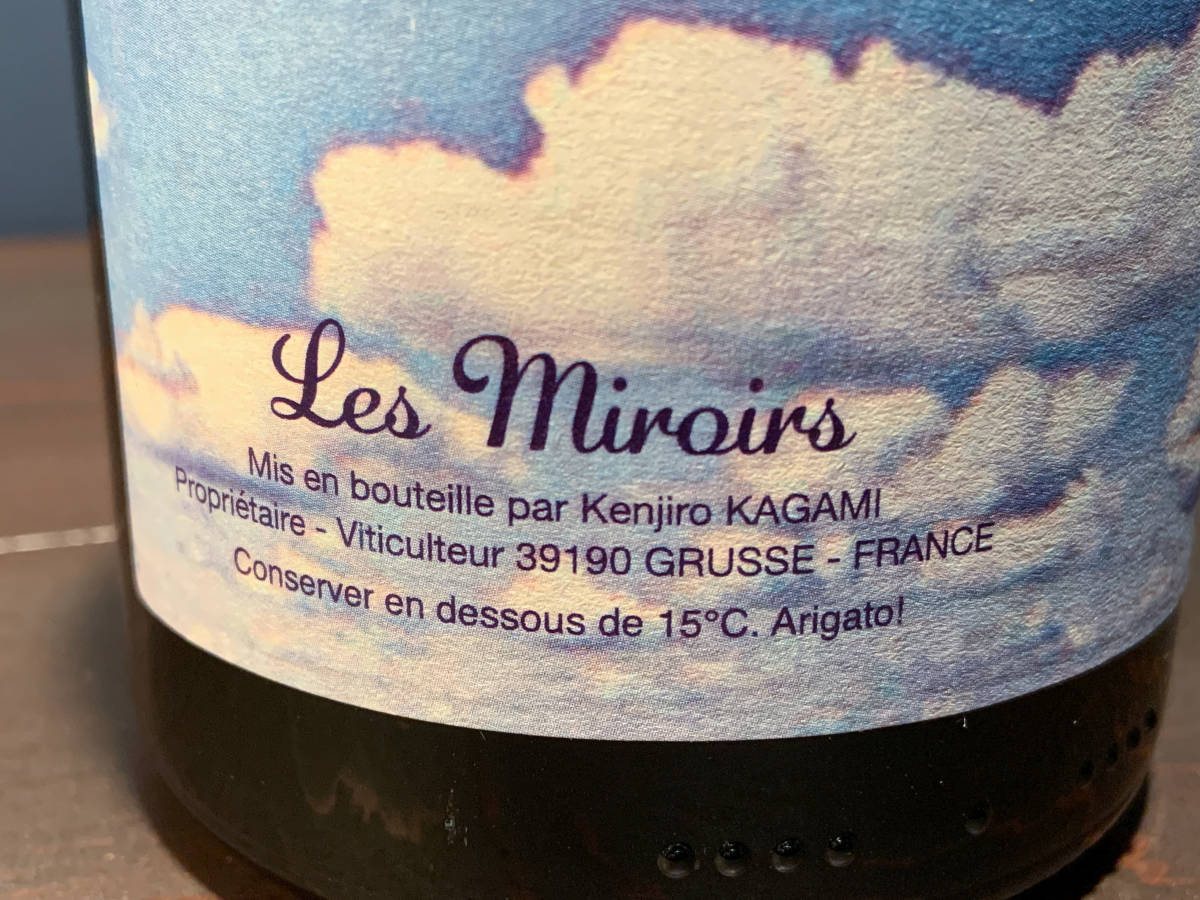 Les Miroirs
Mis en bouteille par Kenjiro KAGAMI
Propriétaire - Viticulteur 39190 GRUSSE - FRANCE
Conserver en dessous de 15°C. Arigato!